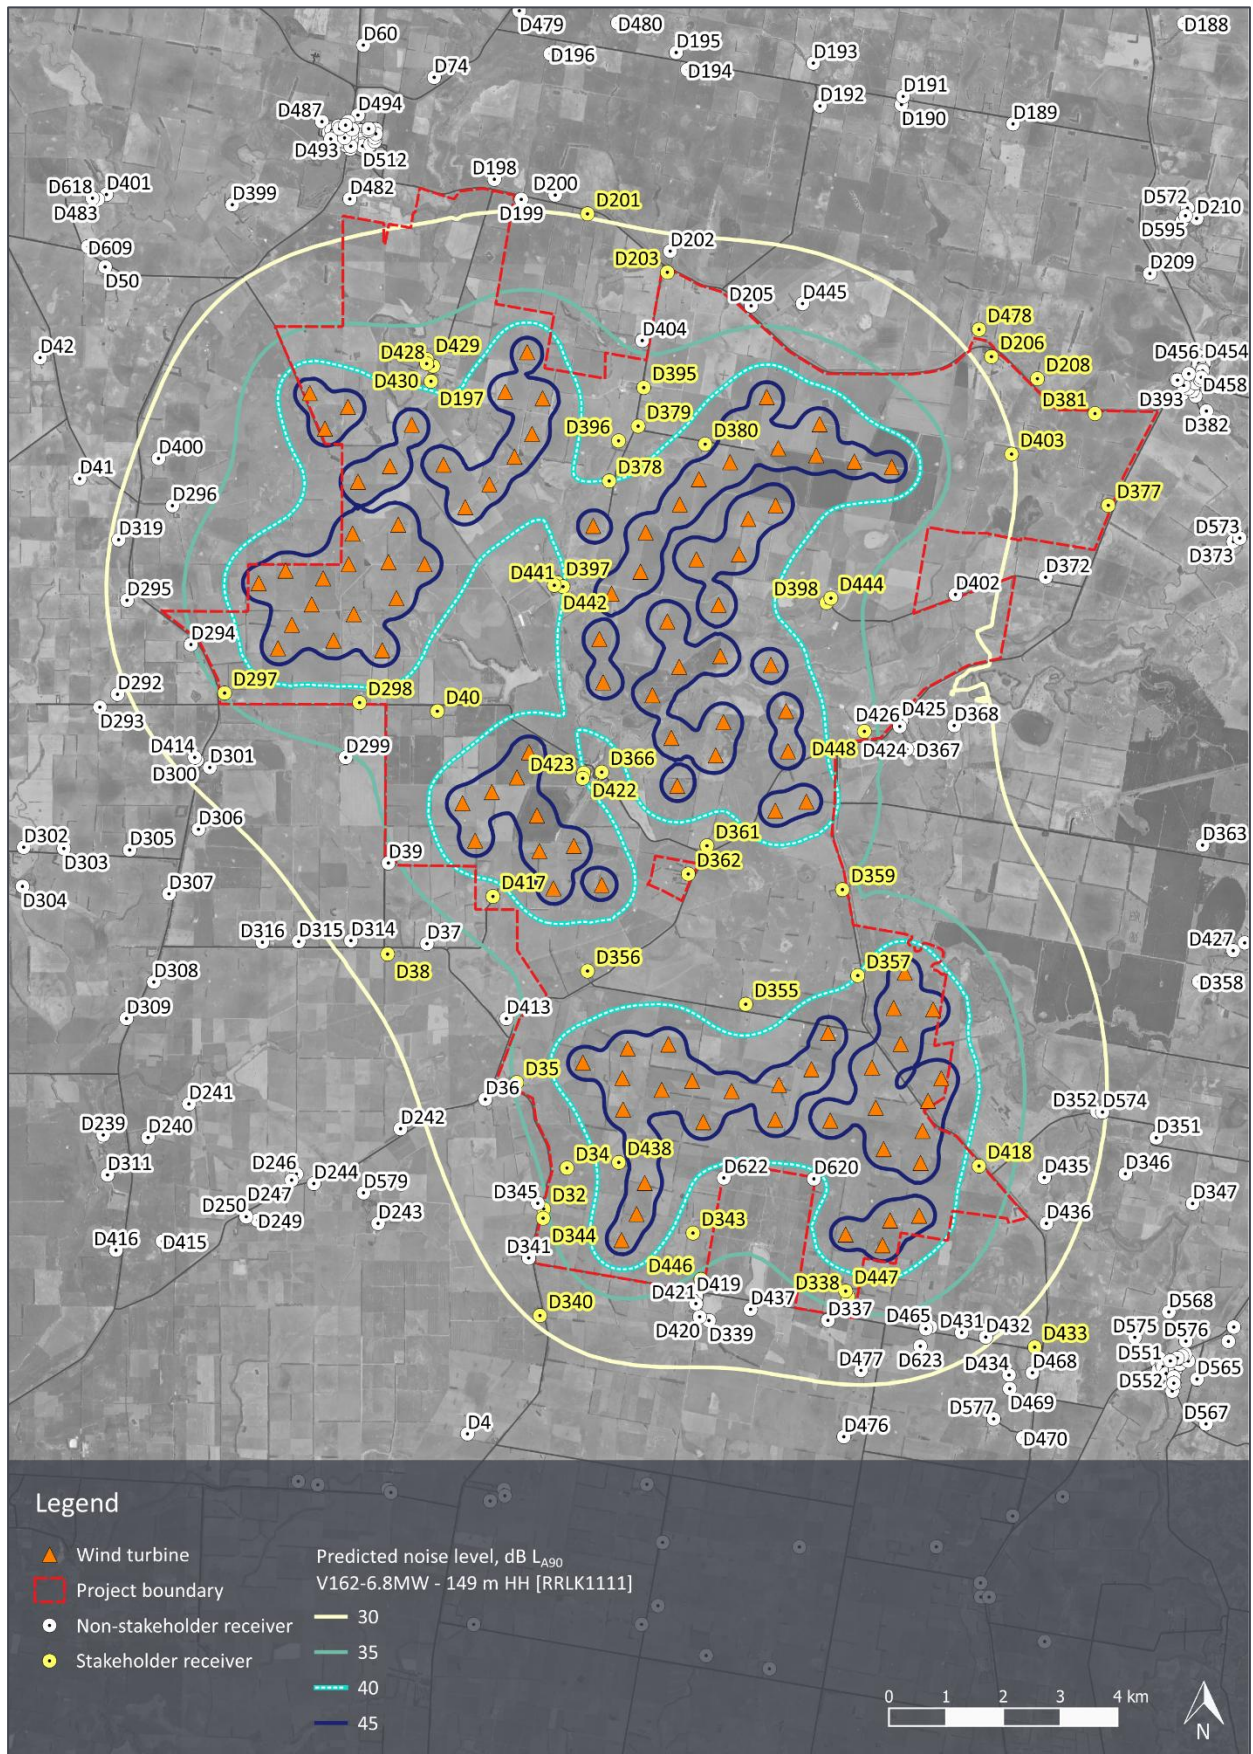 D479
D480
D188
D60
D196
D195
D193
D74
D194
D191
D192
D190
D189
D487
D494
D493
D512
D198
D618
D401
D483
D399
D482
D200
D201
D199
D572
D210
D595
D609
D50
D202
D203
D209
D205
D445
D478
D42
D404
D428
D429
D206
D456
D454
D430
D395
D208
D458
D197
D381
D393
D396
D379
D380
D382
D400
D403
D41
D378
D296
D377
D319
D573
D373
D441
D397
D295
D442
D398
D444
D402
D372
D294
D297
D298
D40
D292
D293
D426
D425
D368
D414
D299
D448
D424
D367
D300
D301
D423
D366
D422
D306
D302
D305
D303
D361
D363
D39
D362
D304
D307
D417
D359
D316
D315
D314
D37
D427
D38
D356
D357
D308
D358
D309
D355
D413
D35
D241
D36
D352
D574
D239
D240
D242
D351
D34
D438
D418
D311
D246
D244
D622
D620
D435
D346
D247
D579
D32
D345
D250
D249
D243
D344
D343
D436
D347
D416
D415
D341
D446
D419
D338
D447
D340
D421
D437
D337
D465
D431
D432
D568
D420
D339
D433
D575
D576
D623
D551
D477
D434
D468
D552
D565
D469
D4
D476
D577
D470
D567
Legend
Wind turbine
Project boundary
Non-stakeholder receiver
Stakeholder receiver
Predicted noise level, dB LA90
V162-6.8MW - 149 m HH [RRLK1111]
30
35
40
45
0 1 2 3 4 km
N